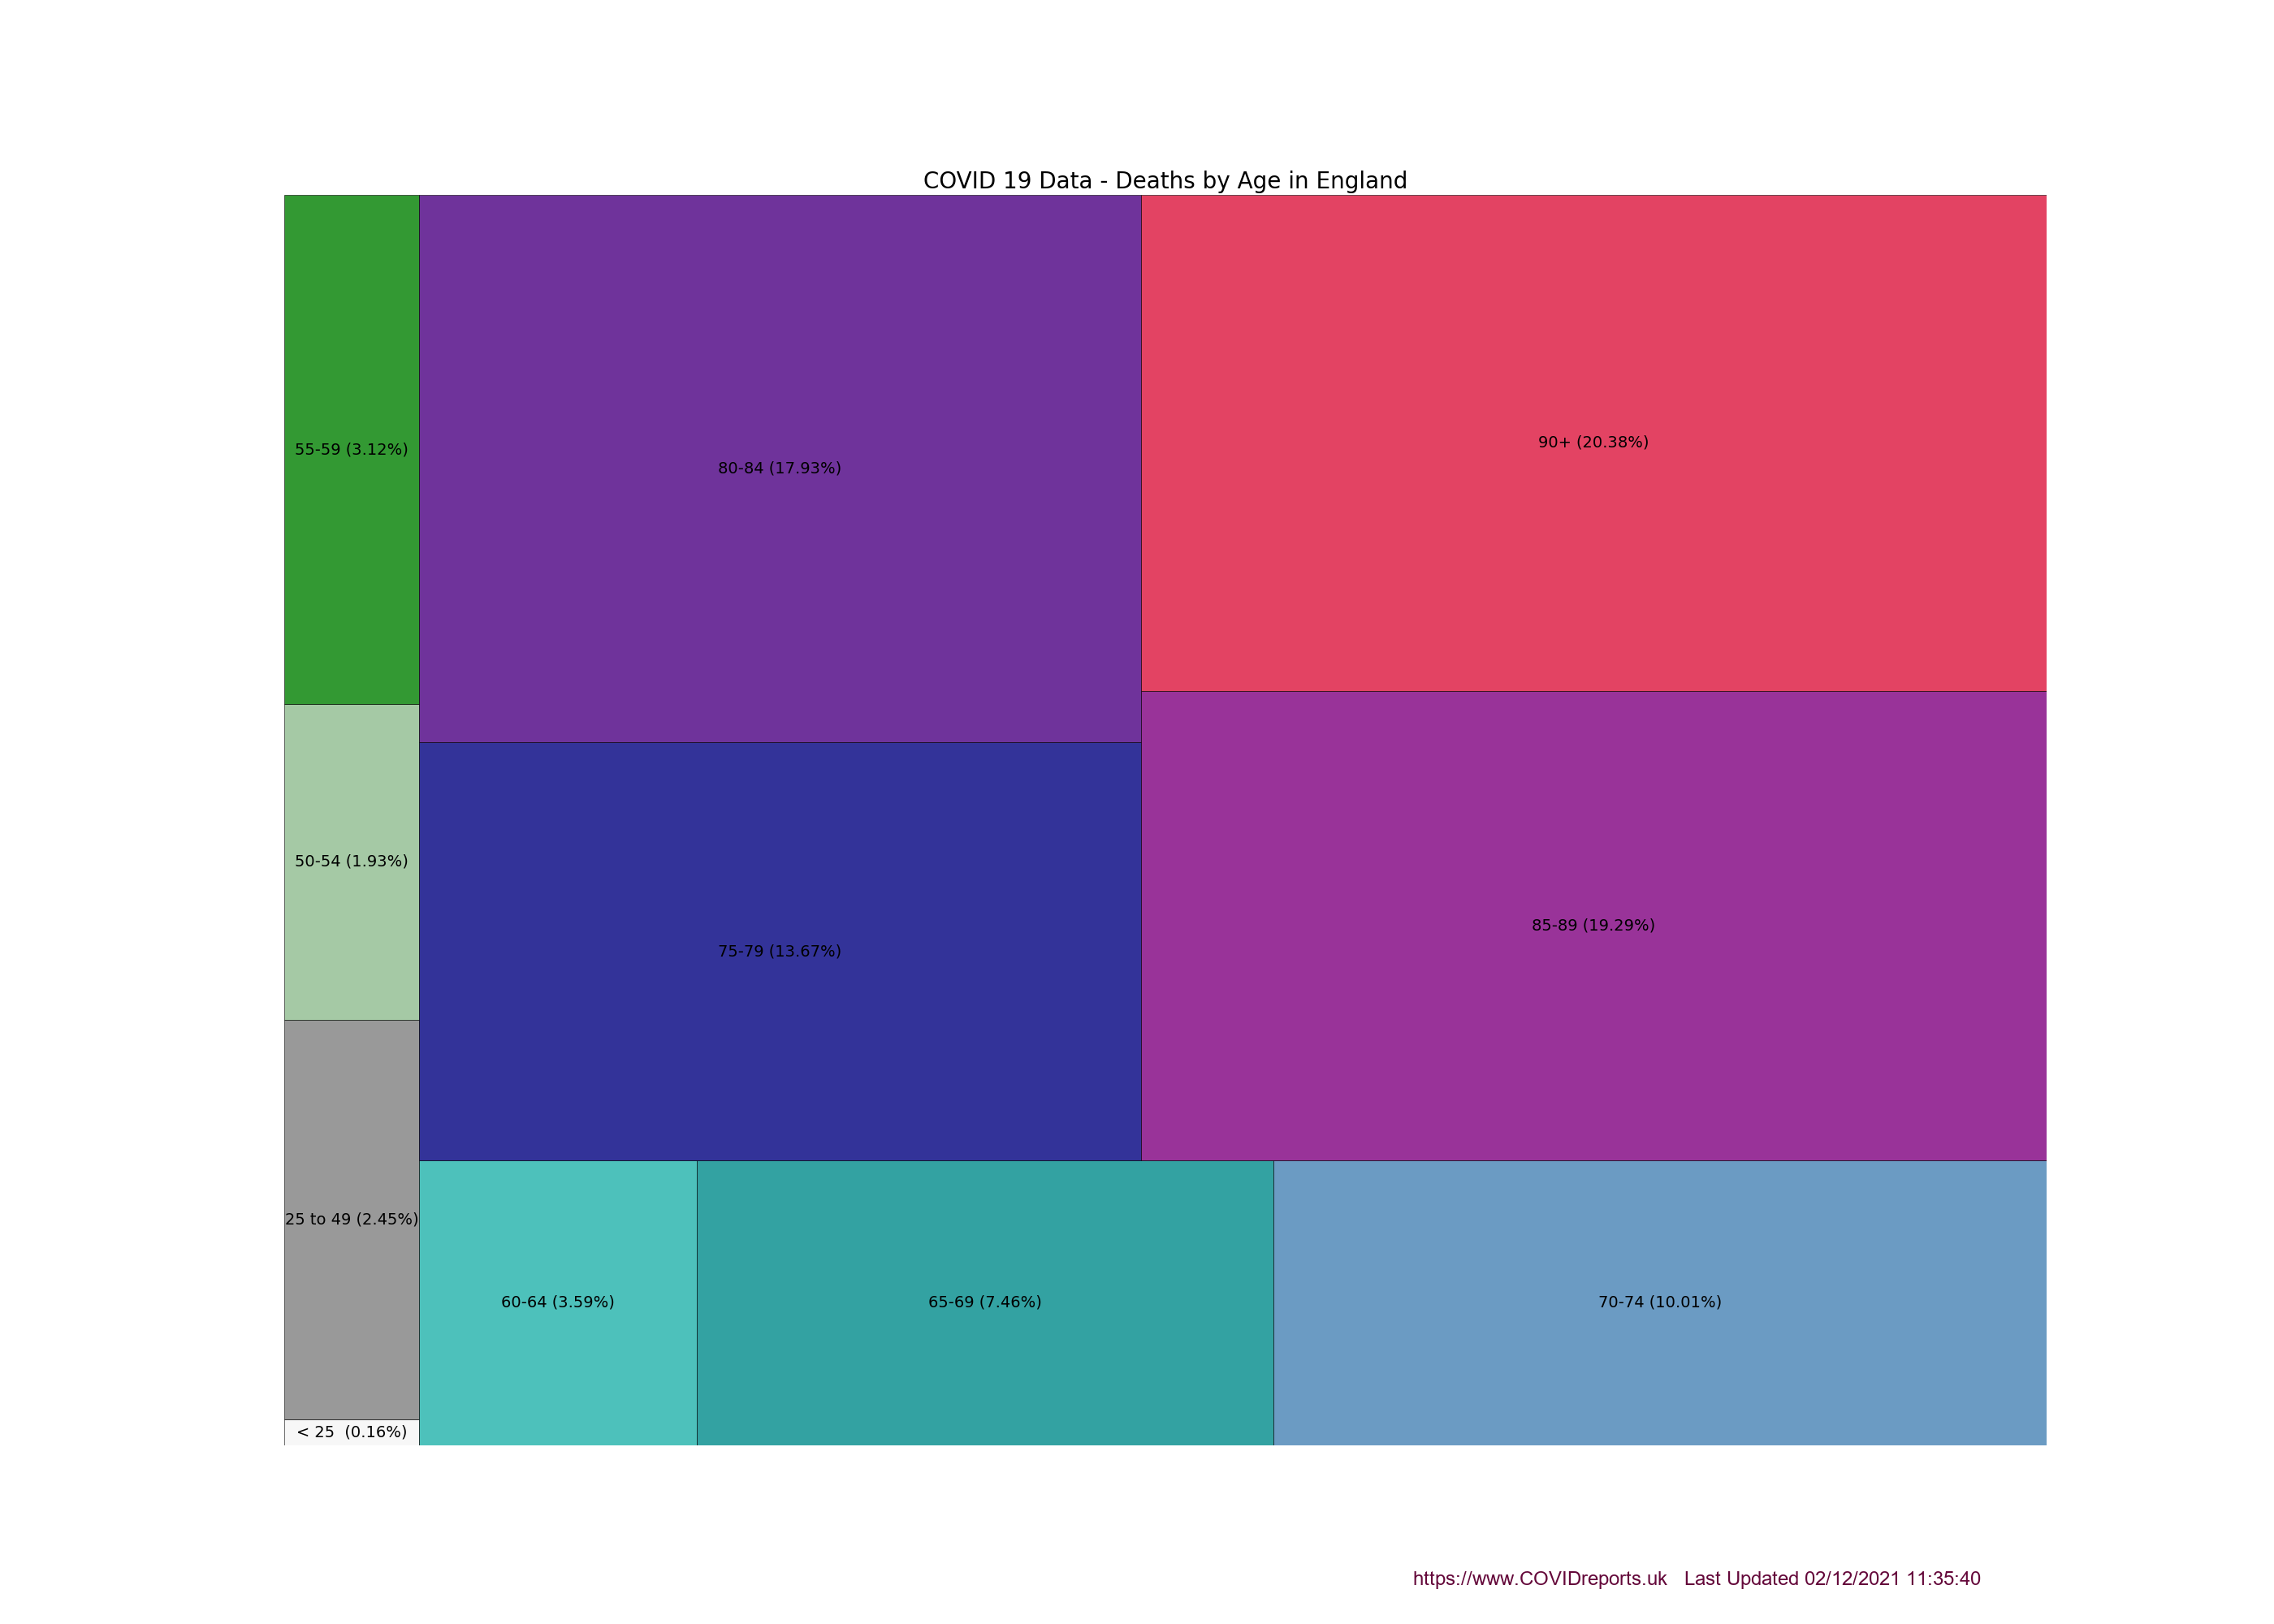 COVID 19 Data - Deaths by Age in England
55-59 (3.12%)
80-84 (17.93%)
90+ (20.38%)
50-54 (1.93%)
75-79 (13.67%)
85-89 (19.29%)
25 to 49 (2.45%)
60-64 (3.59%)
65-69 (7.46%)
70-74 (10.01%)
< 25  (0.16%)
https://www.COVIDreports.uk   Last Updated 02/12/2021 11:35:40